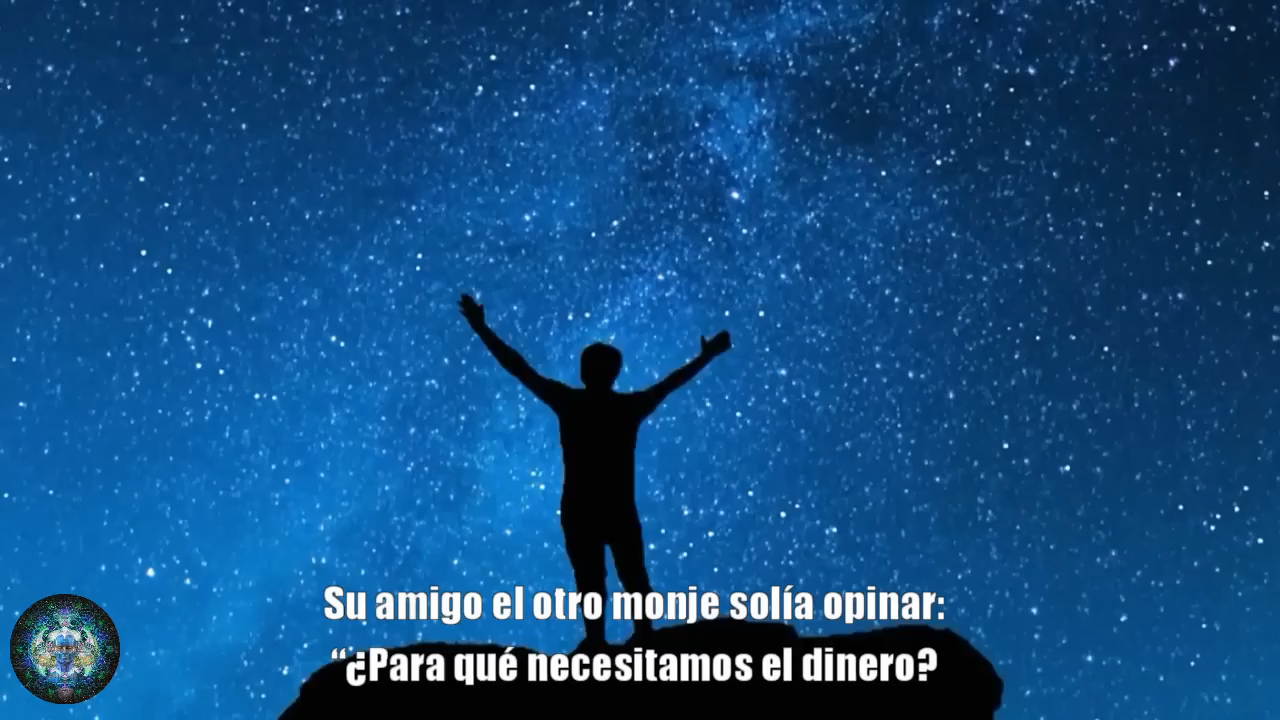 Su amigo el otro monje solía opinar:
“¿Para qué necesitamos el dinero?